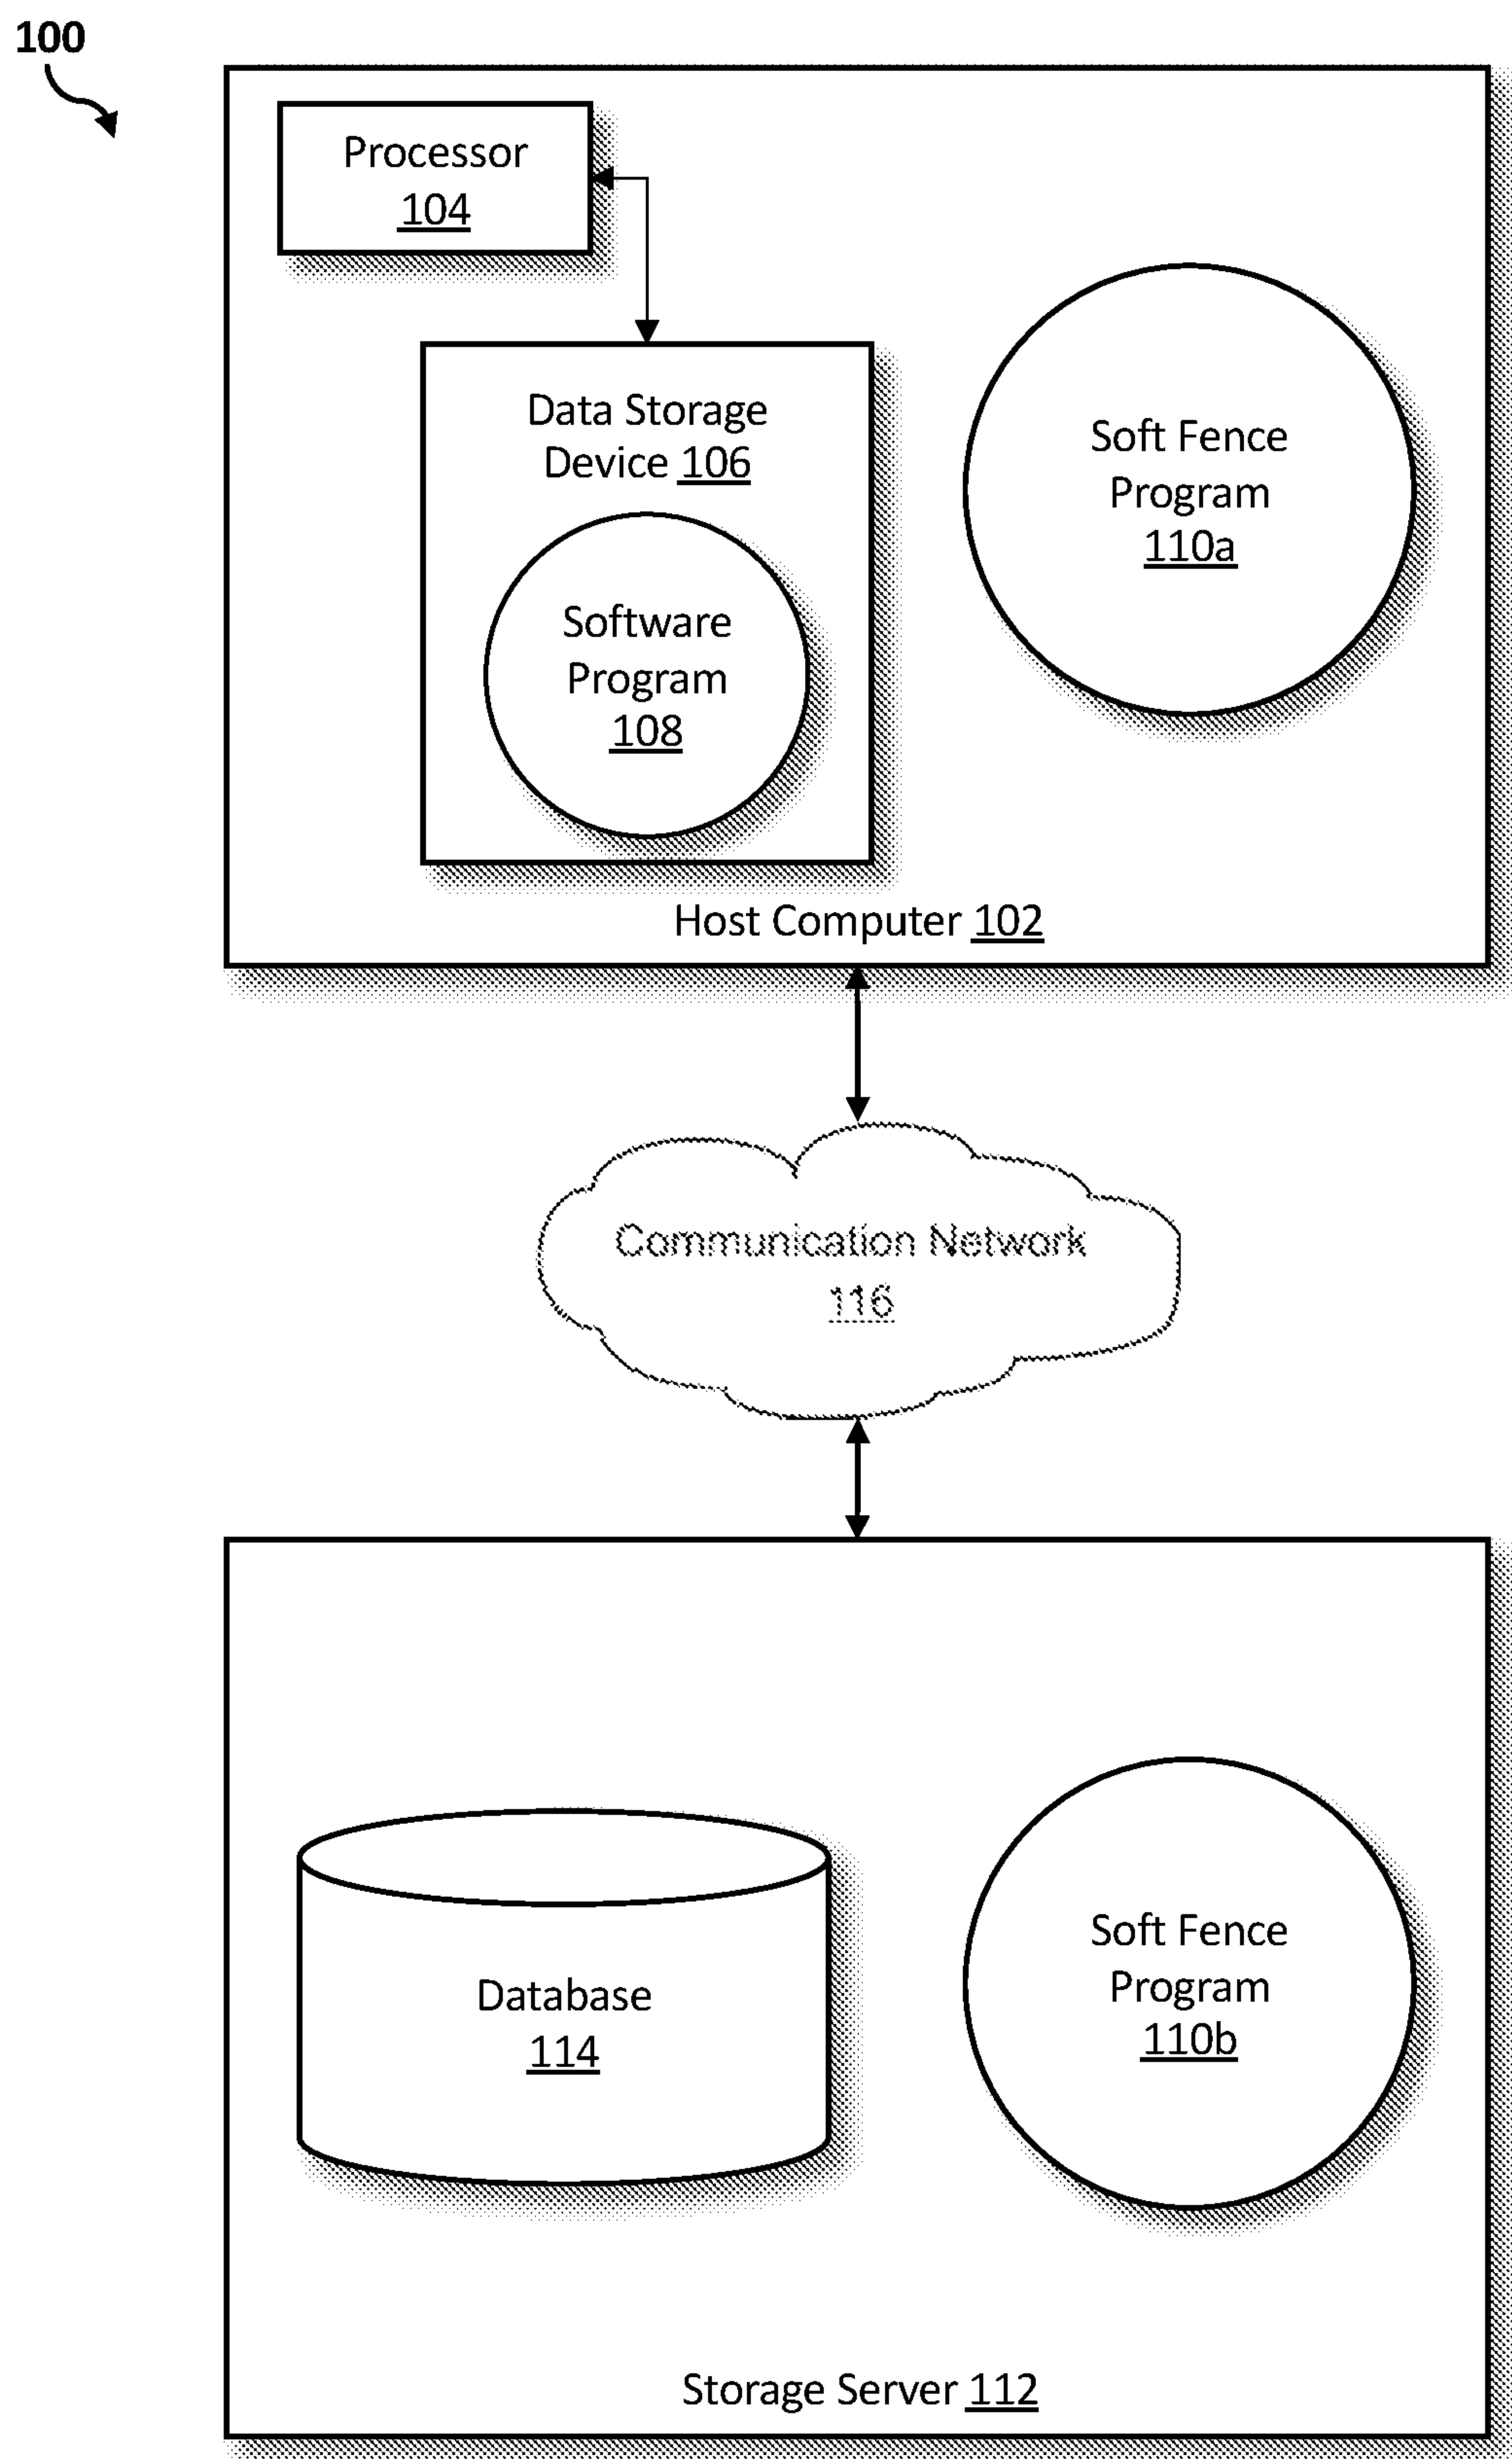 100
Processor
104
Data Storage
Device 106
Software
Program
108
Soft Fence
Program
110a
Host Computer 102
Communication Network
116
Database
114
Soft Fence
Program
110b
Storage Server 112